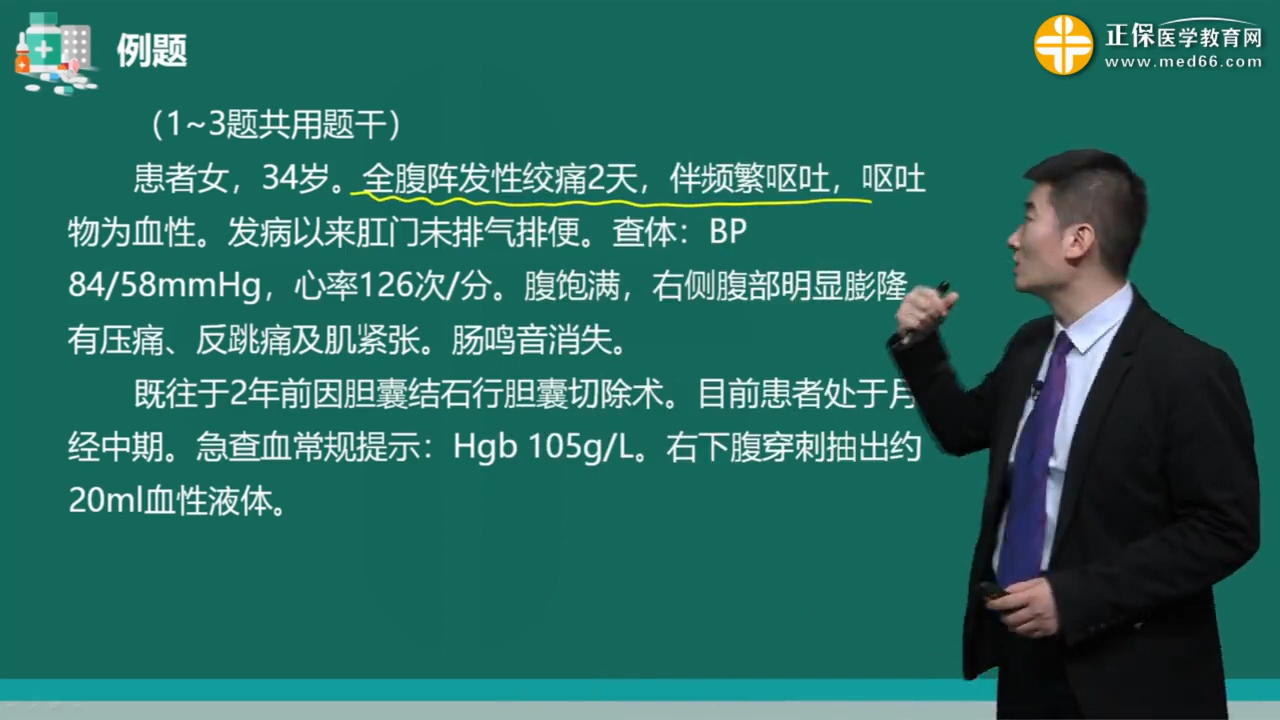 例题
正保医学教育网
www.med66.com
（1~3题共用题干）
患者女，34岁。全腹阵发性绞痛2天，伴频繁呕吐，呕吐
物为血性。发病以来肛门未排气排便。查体：BP
84/58mmHg，心率126次/分。腹饱满，右侧腹部明显膨隆，
有压痛、反跳痛及肌紧张。肠鸣音消失。
既往于2年前因胆囊结石行胆囊切除术。目前患者处于月
经中期。急查血常规提示：Hgb 105g/L。右下腹穿刺抽出约
20ml血性液体。